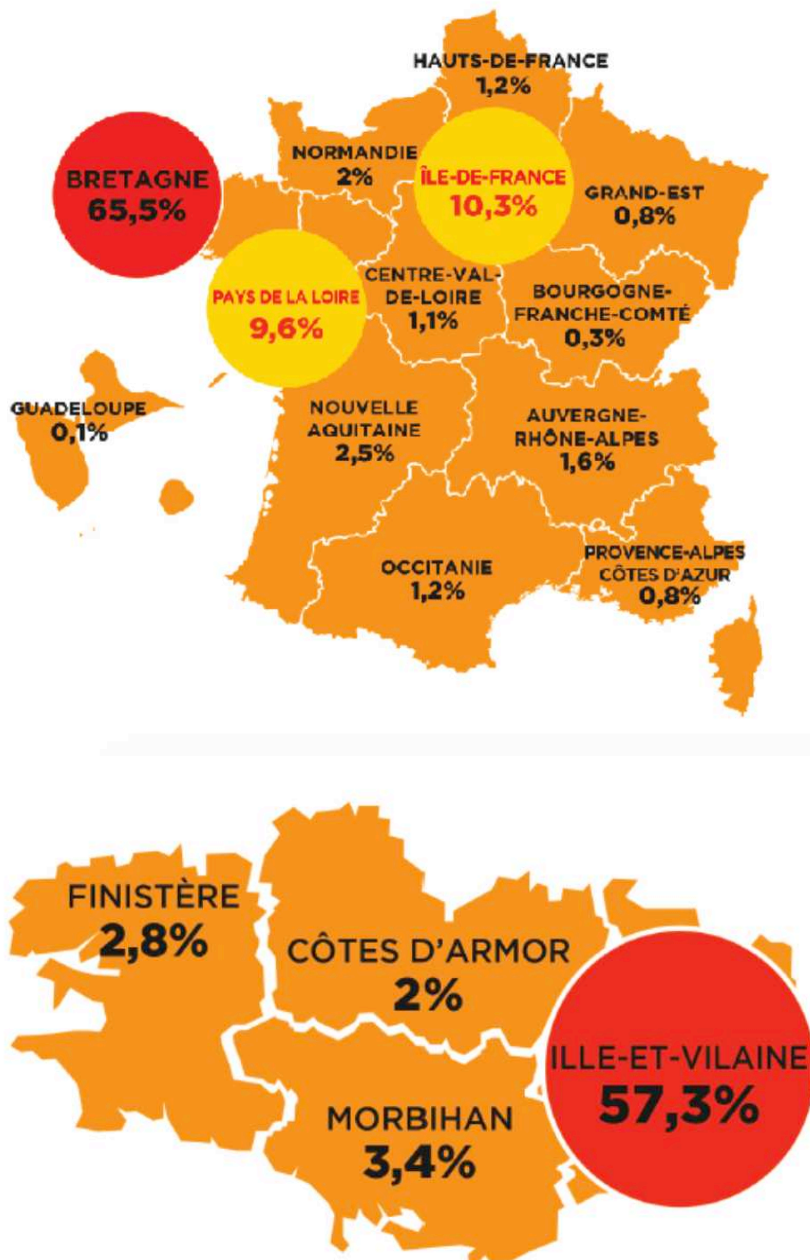 HAUTS-DE-FRANCE
1,2%
NORMANDIE
2%
BRETAGNE
65,5%
ÎLE-DE-FRANCE
10,3%
GRAND-EST
0,8%
PAYS DE LA LOIRE
9,6%
CENTRE-VAL-
DE-LOIRE
1,1%
BOURGOGNE-
FRANCHE-COMTÉ
0,3%
GUADELOUPE
0,1%
NOUVELLE
AQUITAINE
2,5%
AUVERGNE-
RHÔNE-ALPES
1,6%
OCCITANIE
1,2%
PROVENCE-ALPES
CÔTES D'AZUR
0,8%
FINISTÈRE
2,8%
CÔTES D'ARMOR
2%
ILLE-ET-VILAINE
57,3%
MORBIHAN
3,4%